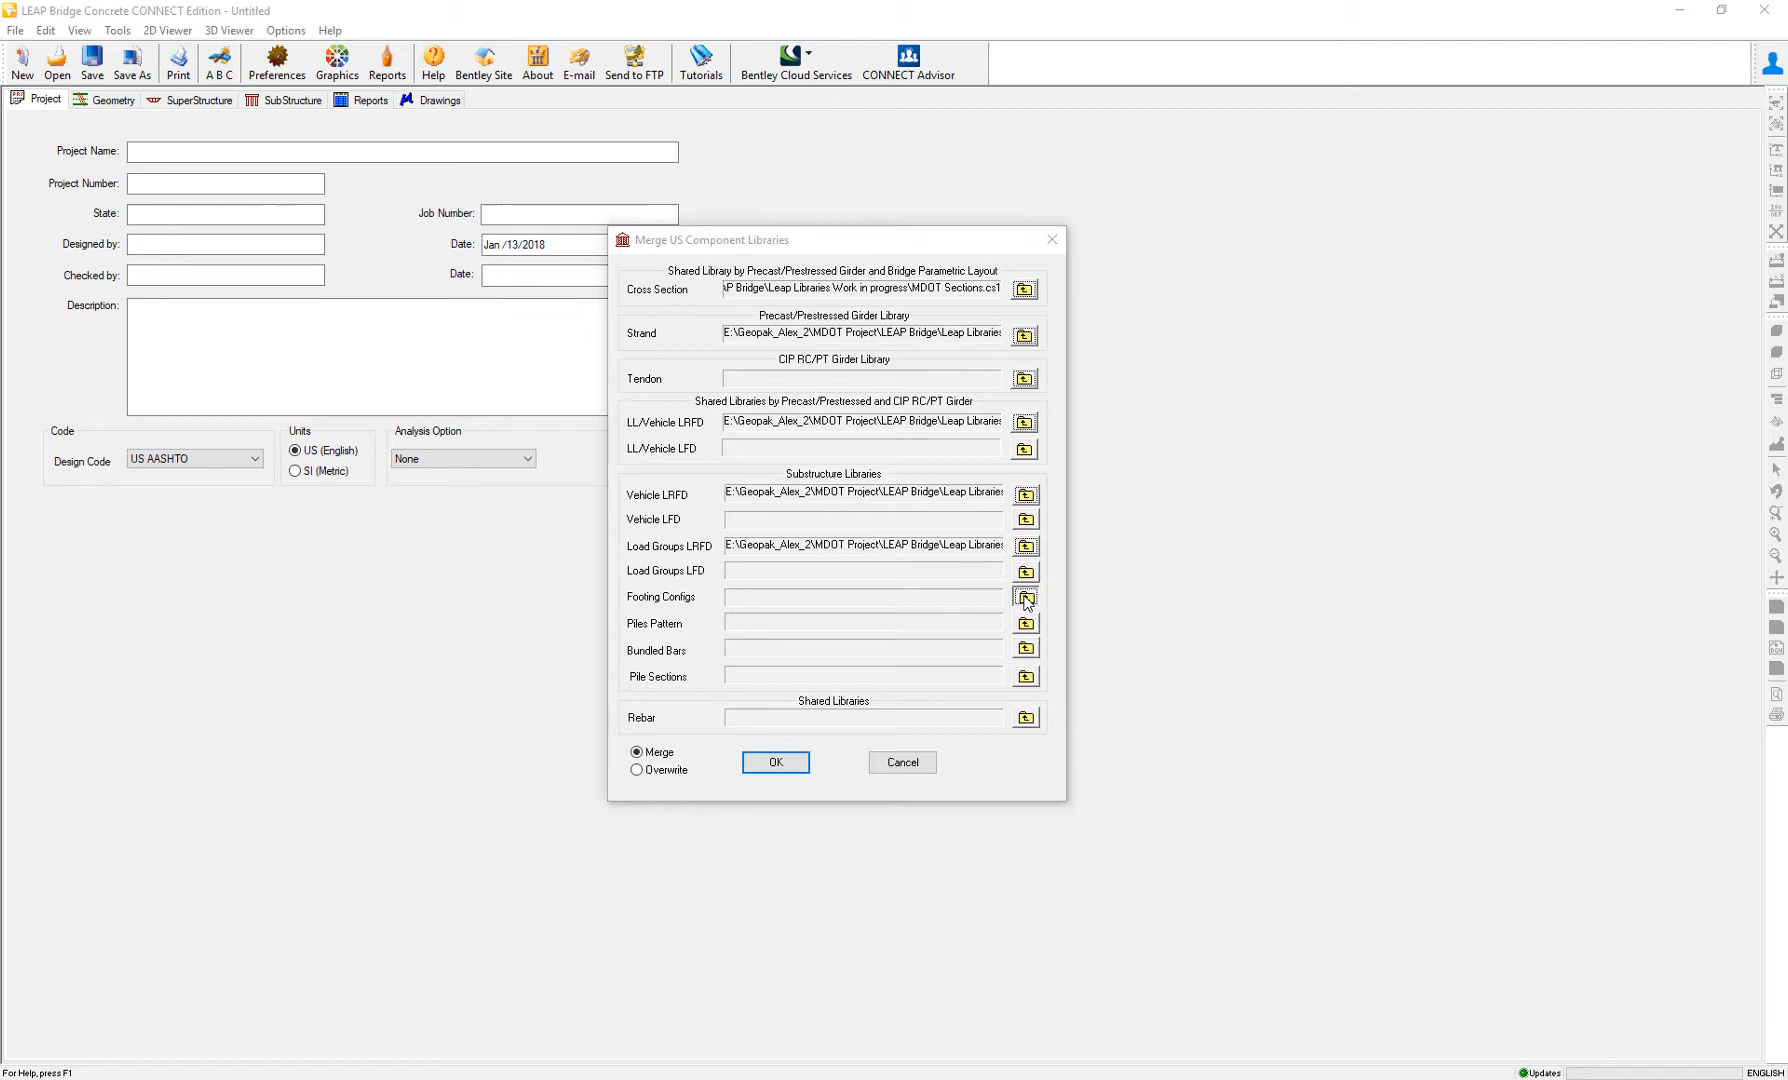 LEAP Bridge Concrete CONNECT Edition - Untitled
File Edit View Tools 2D Viewer 3D Viewer Options Help
New Open Save Save As Print A B C Preferences Graphics Reports Help Bentley Site About E-mail Send to FTP Tutorials Bentley Cloud Services CONNECT Advisor
Project Geometry SuperStructure SubStructure Reports Drawings
Project Name:
Project Number:
State: Job Number:
Designed by: Date: Jan /13/2018
Checked by: Date:
Description:
Code Units Analysis Option
Design Code US AASHTO US (English) None
SI (Metric)
Merge US Component Libraries
Shared Library by Precast/Prestressed Girder and Bridge Parametric Layout
Cross Section \P Bridge\Leap Libraries Work in progress\MDOT Sections.cs1
Precast/Prestressed Girder Library
Strand E:\Geopak_Alex_2\MDOT Project\LEAP Bridge\Leap Libraries
CIP RC/PT Girder Library
Tendon
Shared Libraries by Precast/Prestressed and CIP RC/PT Girder
LL/Vehicle LRFD E:\Geopak_Alex_2\MDOT Project\LEAP Bridge\Leap Libraries
LL/Vehicle LFD
Substructure Libraries
Vehicle LRFD E:\Geopak_Alex_2\MDOT Project\LEAP Bridge\Leap Libraries
Vehicle LFD
Load Groups LRFD E:\Geopak_Alex_2\MDOT Project\LEAP Bridge\Leap Libraries
Load Groups LFD
Footing Configs
Piles Pattern
Bundled Bars
Pile Sections
Shared Libraries
Rebar
Merge
Overwrite
OK Cancel
For Help, press F1 Updates ENGLISH